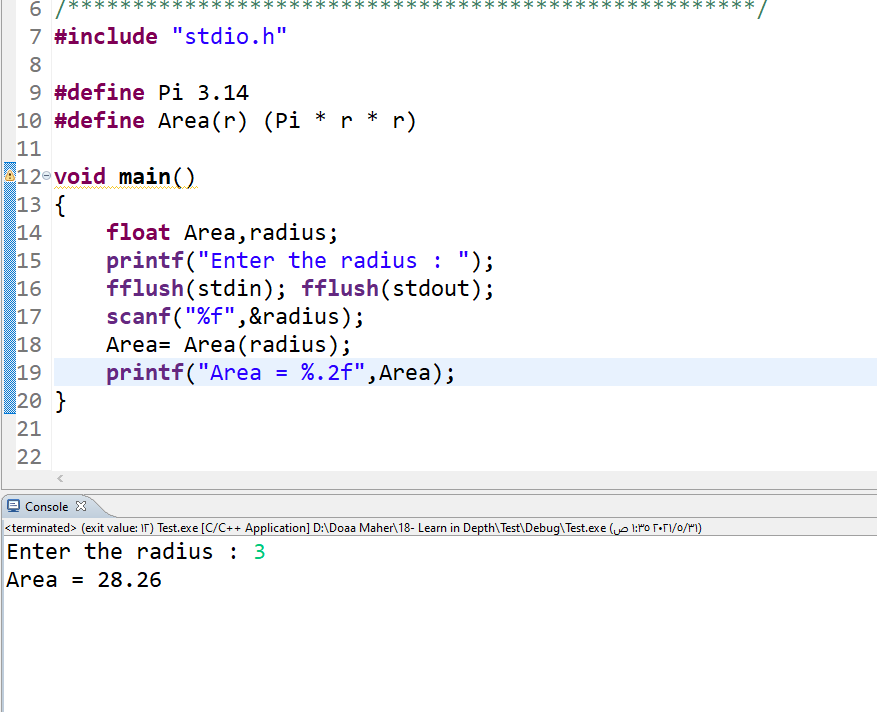 6 /*****************************************************/
7 #include "stdio.h"
8
9 #define Pi 3.14
10 #define Area(r) (Pi * r * r)
11
12 void main()
13 {
14     float Area,radius;
15     printf("Enter the radius : ");
16     fflush(stdin); fflush(stdout);
17     scanf("%f",&radius);
18     Area= Area(radius);
19     printf("Area = %.2f",Area);
20 }
21
22
Console
<terminated> (exit value: ١٢) Test.exe [C/C++ Application] D:\Doaa Maher\18- Learn in Depth\Test\Debug\Test.exe (٣١/٥/٢٠٢١ ١:٣٥ ص)
Enter the radius : 3
Area = 28.26